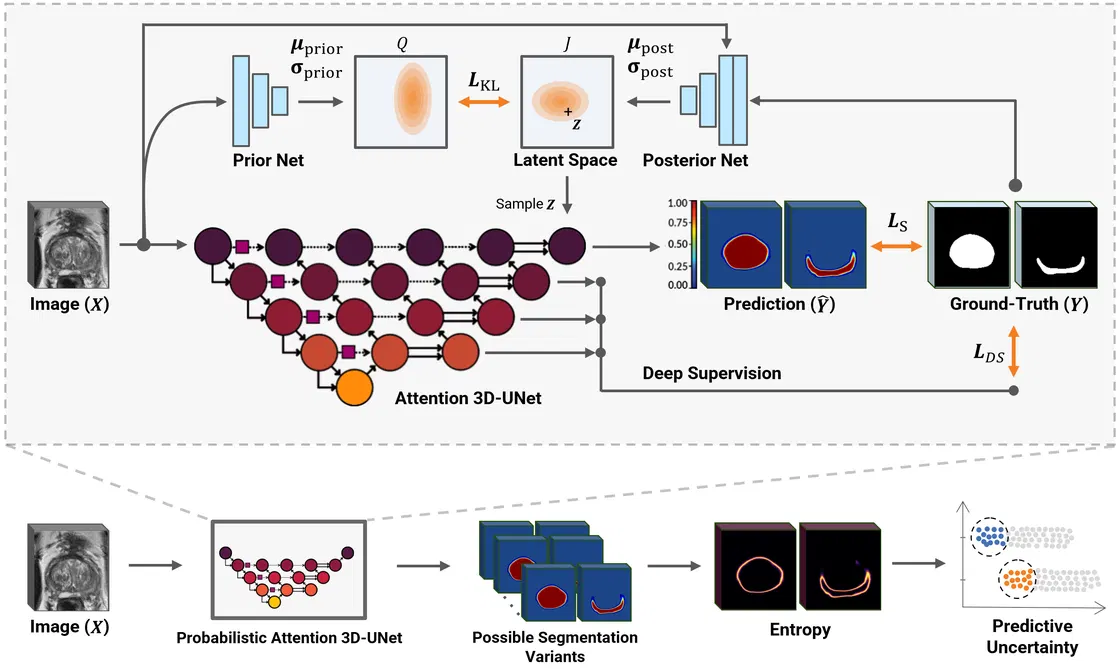 μprior
σprior
Q
LKL
J
μpost
σpost
z
Prior Net
Latent Space
Posterior Net
Sample z
1.00
0.75
0.50
0.25
0.00
LS
Image (X)
Prediction (Ŷ)
Ground-Truth (Y)
LDS
Deep Supervision
Attention 3D-UNet
Image (X)
Probabilistic Attention 3D-UNet
Possible Segmentation
Variants
Entropy
Predictive
Uncertainty